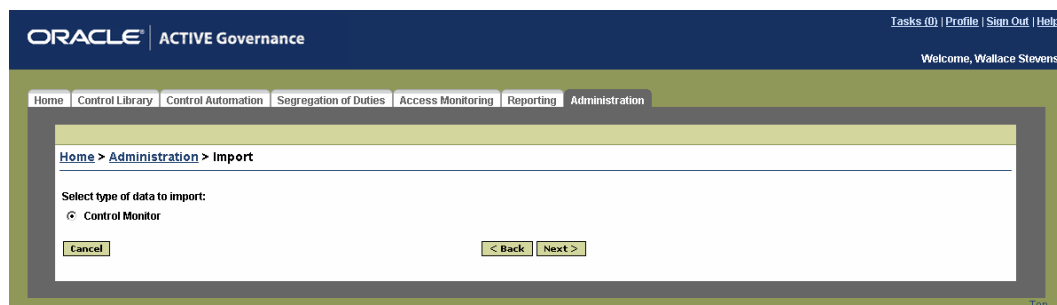 Tasks (0) | Profile | Sign Out | Help
ORACLE® | ACTIVE Governance
Welcome, Wallace Stevens
Home Control Library Control Automation Segregation of Duties Access Monitoring Reporting Administration
Home > Administration > Import
Select type of data to import:
Control Monitor
Cancel < Back Next >
Top